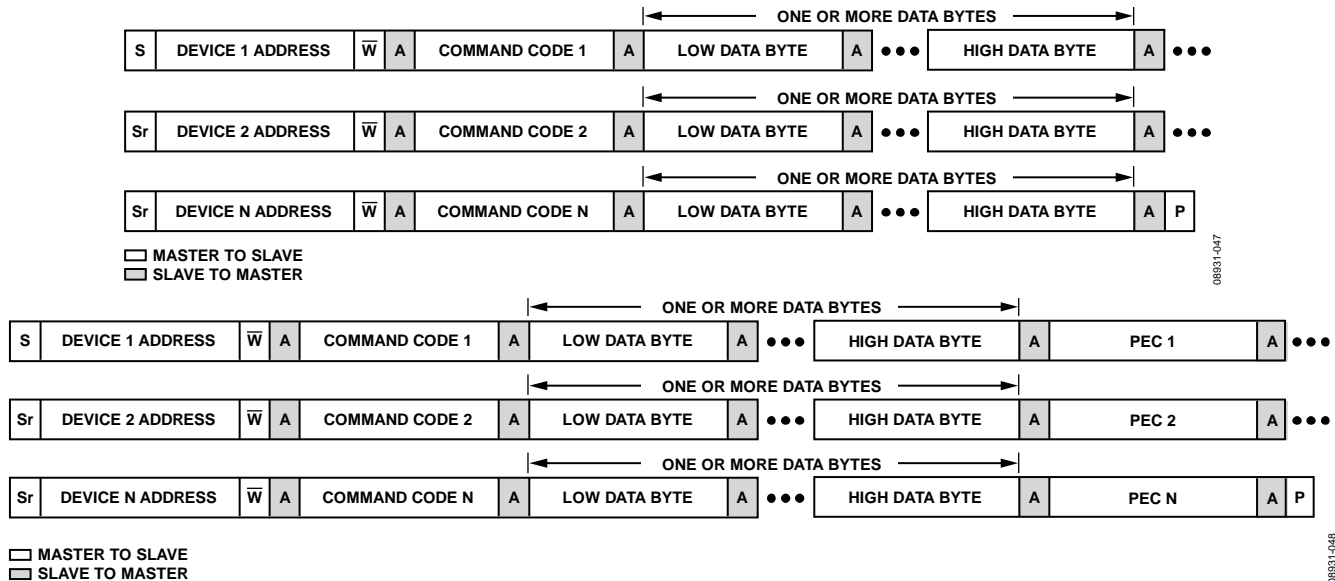 ONE OR MORE DATA BYTES
S DEVICE 1 ADDRESS W̅ A COMMAND CODE 1 A LOW DATA BYTE A ••• HIGH DATA BYTE A •••
ONE OR MORE DATA BYTES
Sr DEVICE 2 ADDRESS W̅ A COMMAND CODE 2 A LOW DATA BYTE A ••• HIGH DATA BYTE A •••
ONE OR MORE DATA BYTES
Sr DEVICE N ADDRESS W̅ A COMMAND CODE N A LOW DATA BYTE A ••• HIGH DATA BYTE A P
MASTER TO SLAVE
SLAVE TO MASTER
08931-047
ONE OR MORE DATA BYTES
S DEVICE 1 ADDRESS W̅ A COMMAND CODE 1 A LOW DATA BYTE A ••• HIGH DATA BYTE A PEC 1 A •••
ONE OR MORE DATA BYTES
Sr DEVICE 2 ADDRESS W̅ A COMMAND CODE 2 A LOW DATA BYTE A ••• HIGH DATA BYTE A PEC 2 A •••
ONE OR MORE DATA BYTES
Sr DEVICE N ADDRESS W̅ A COMMAND CODE N A LOW DATA BYTE A ••• HIGH DATA BYTE A PEC N A P
MASTER TO SLAVE
SLAVE TO MASTER
08931-048